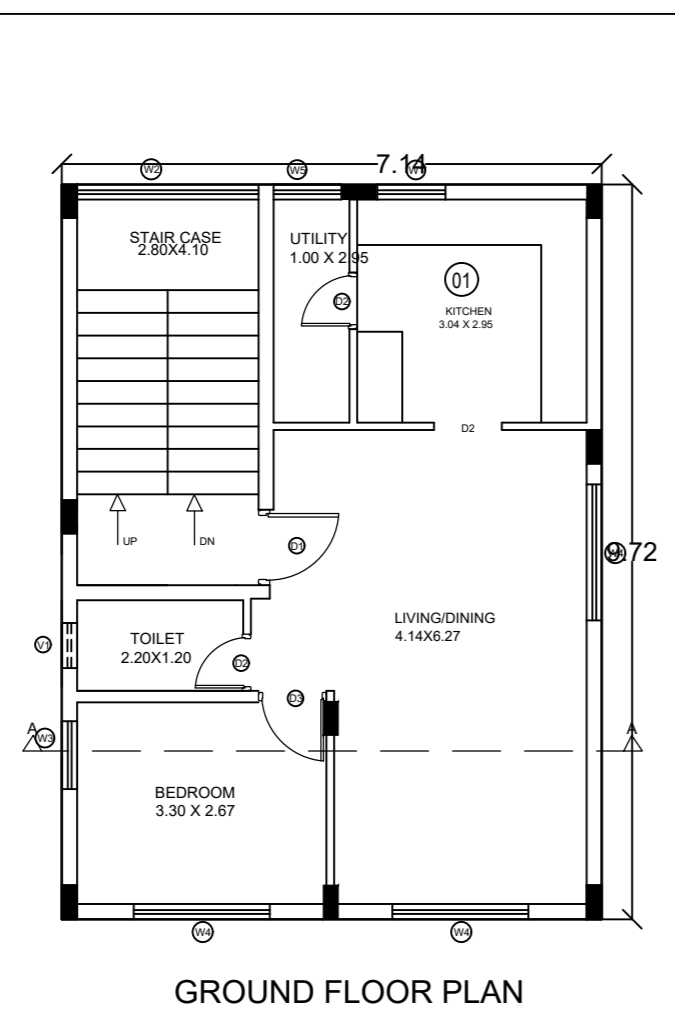 7.14
W2
W5
STAIR CASE
2.80X4.10
UTILITY
1.00 X 2.95
01
KITCHEN
3.04 X 2.95
D2
D2
UP
DN
D1
9.72
W4
V1
TOILET
2.20X1.20
D2
LIVING/DINING
4.14X6.27
D3
A
W3
A
BEDROOM
3.30 X 2.67
W4
W4
GROUND FLOOR PLAN